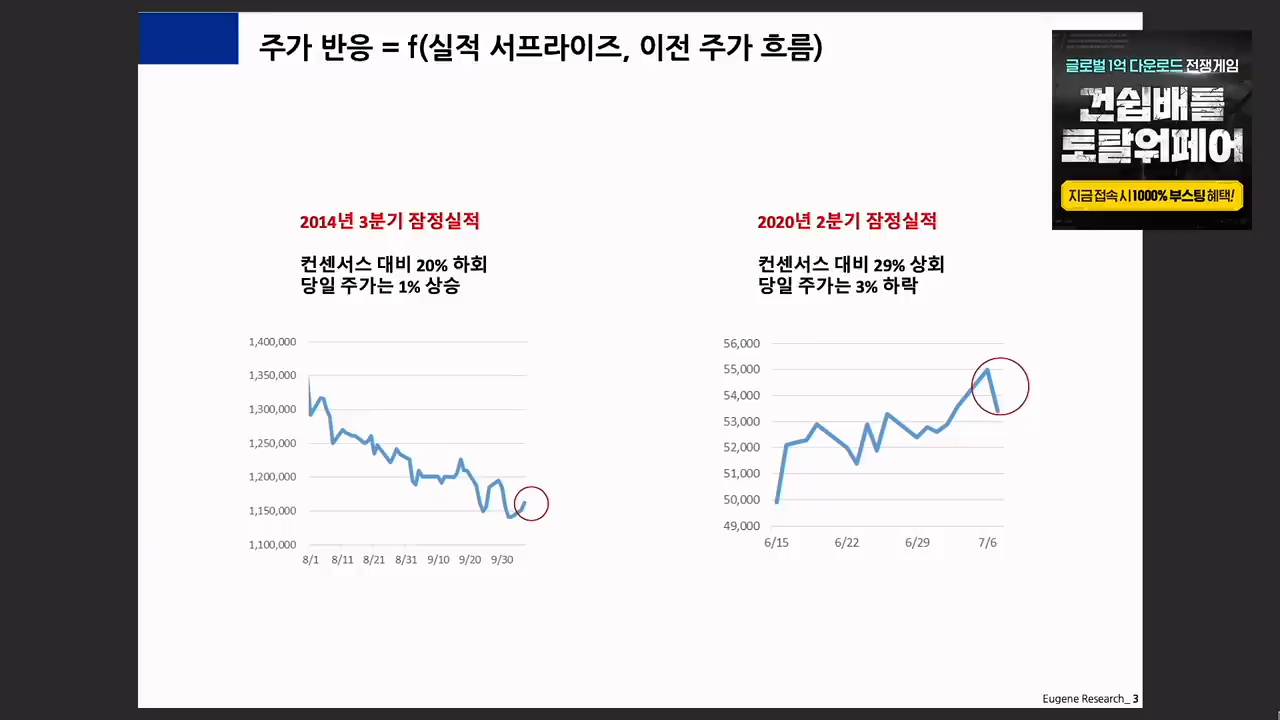 주가 반응 = f(실적 서프라이즈, 이전 주가 흐름)
글로벌 1억 다운로드 전쟁게임
건쉽배틀
토탈워페어
지금 접속 시 1000% 부스팅 혜택!
2014년 3분기 잠정실적
컨센서스 대비 20% 하회
당일 주가는 1% 상승
1,400,000
1,350,000
1,300,000
1,250,000
1,200,000
1,150,000
1,100,000
8/1 8/11 8/21 8/31 9/10 9/20 9/30
2020년 2분기 잠정실적
컨센서스 대비 29% 상회
당일 주가는 3% 하락
56,000
55,000
54,000
53,000
52,000
51,000
50,000
49,000
6/15 6/22 6/29 7/6
Eugene Research_ 3